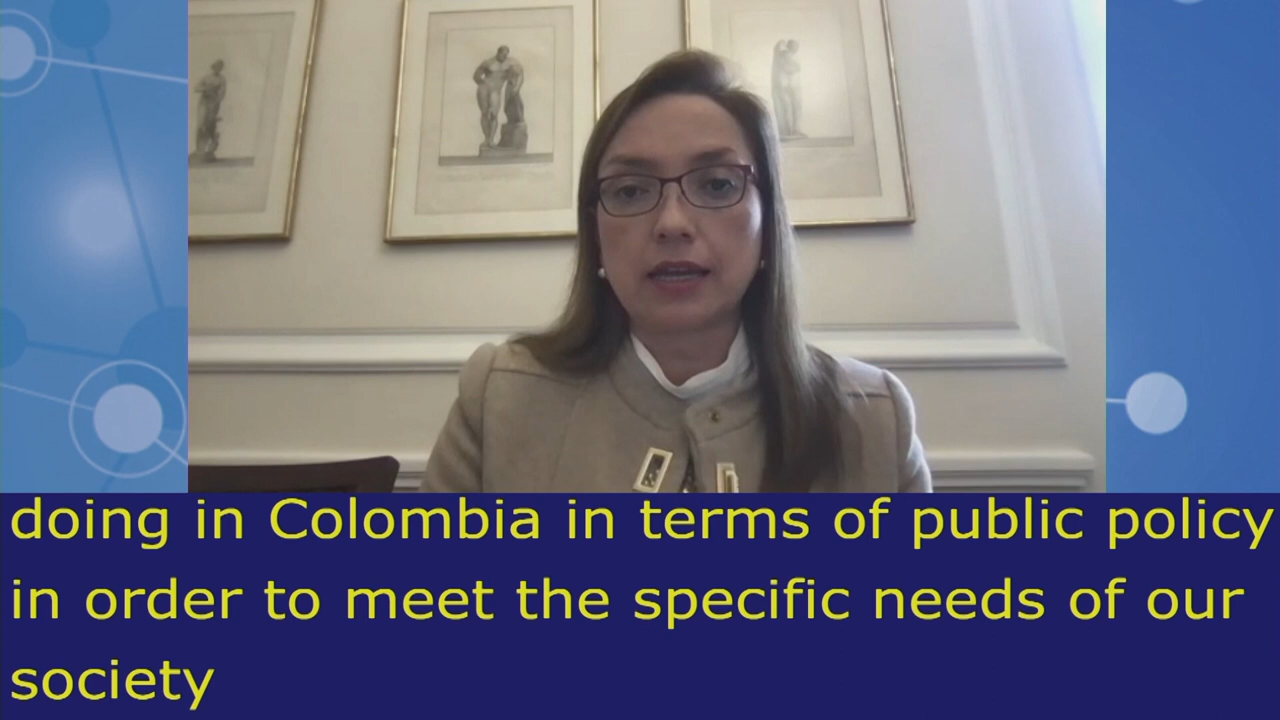 doing in Colombia in terms of public policy
in order to meet the specific needs of our
society